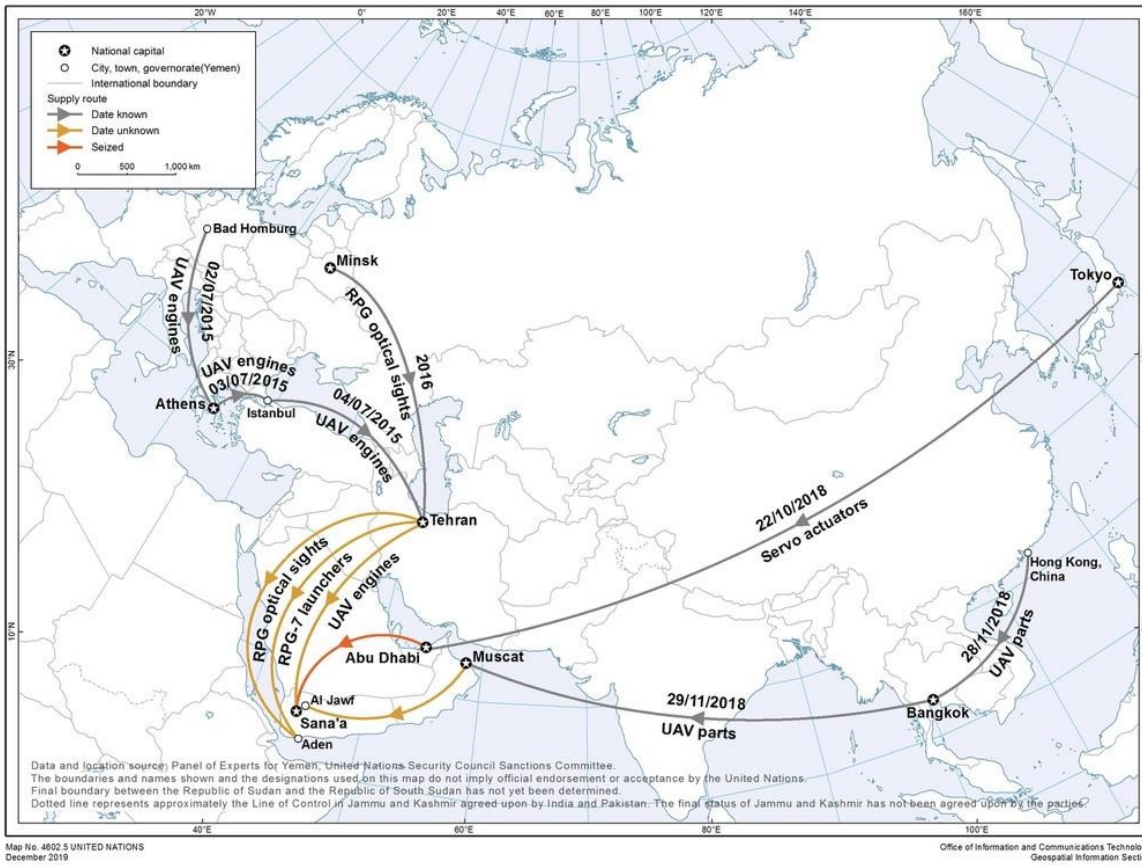 20°W 0° 20°E 40°E 60°E 80°E 100°E 120°E 140°E 160°E
National capital
City, town, governorate(Yemen)
International boundary
Supply route
Date known
Date unknown
Seized
0 500 1,000 km
Bad Homburg
UAV engines
02/07/2015
Minsk
RPG optical sights
2016
Tokyo
30°N
UAV engines
03/07/2015
Athens
Istanbul
04/07/2015
UAV engines
Tehran
22/10/2018
Servo actuators
Hong Kong,
China
28/11/2018
UAV parts
RPG optical sights
RPG-7 launchers
UAV engines
10°N
Abu Dhabi
Muscat
Al Jawf
Sana'a
Aden
29/11/2018
UAV parts
Bangkok
Data and location source: Panel of Experts for Yemen, United Nations Security Council Sanctions Committee.
The boundaries and names shown and the designations used on this map do not imply official endorsement or acceptance by the United Nations.
Final boundary between the Republic of Sudan and the Republic of South Sudan has not yet been determined.
Dotted line represents approximately the Line of Control in Jammu and Kashmir agreed upon by India and Pakistan. The final status of Jammu and Kashmir has not been agreed upon by the parties.
40°E 60°E 80°E 100°E
Map No. 4602.5 UNITED NATIONS
December 2019
Office of Information and Communications Technolo
Geospatial Information Secti